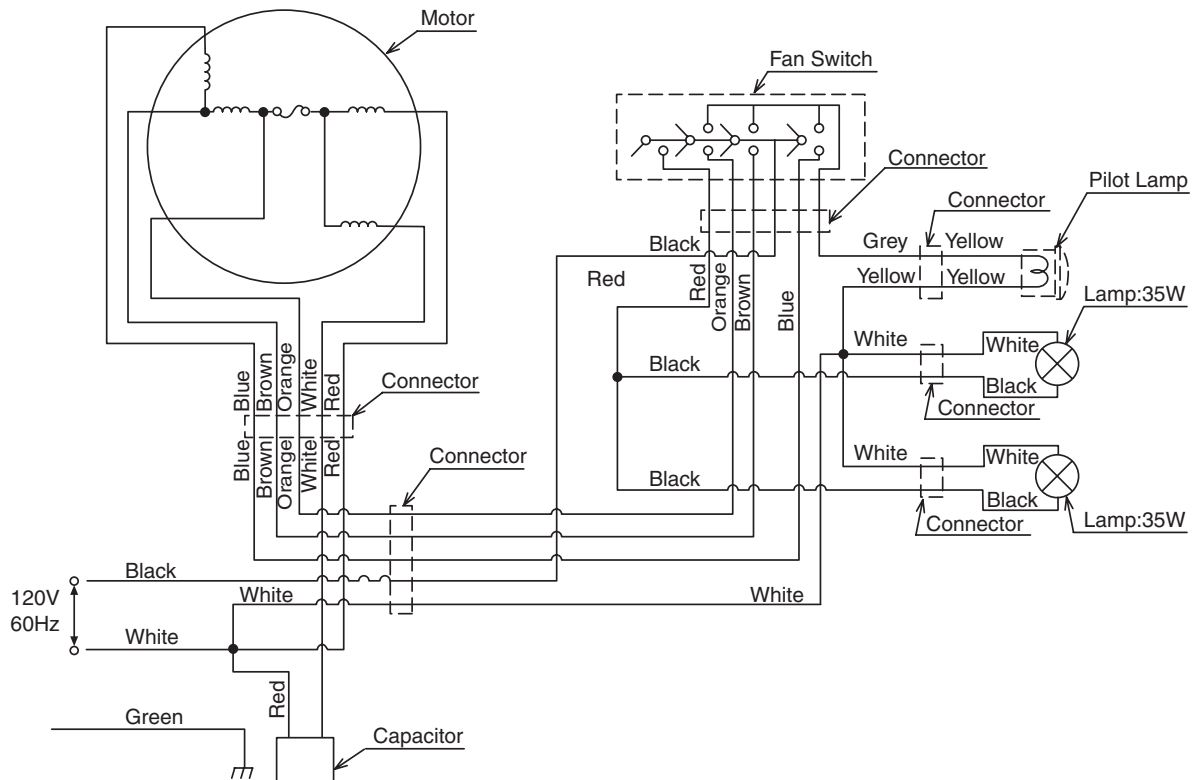 Motor
Fan Switch
Connector
Pilot Lamp
Connector
Black
Grey
Yellow
Red
Red
Orange
Brown
Blue
Yellow
Yellow
Lamp:35W
White
White
Black
Black
Connector
Blue
Brown
Orange
White
Red
Connector
Blue
Brown
Orange
White
Red
Connector
White
White
Black
Black
Connector
Lamp:35W
Black
120V
60Hz
White
White
White
Red
Green
Capacitor